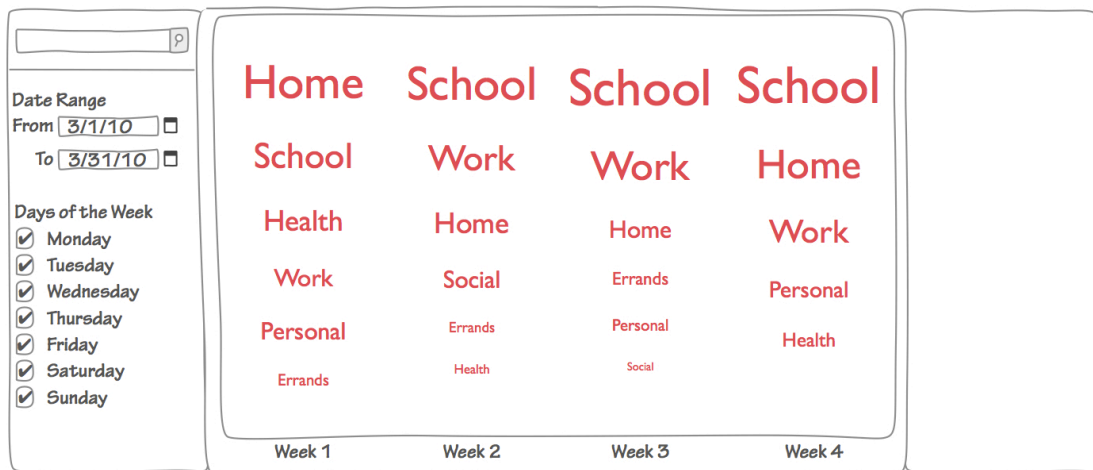 Date Range
From 3/1/10
To 3/31/10
Days of the Week
Monday
Tuesday
Wednesday
Thursday
Friday
Saturday
Sunday
Home School School School
School Work Work Home
Health Home Home Work
Work Social Errands Personal
Personal Errands Personal Health
Errands Health Social
Week 1 Week 2 Week 3 Week 4